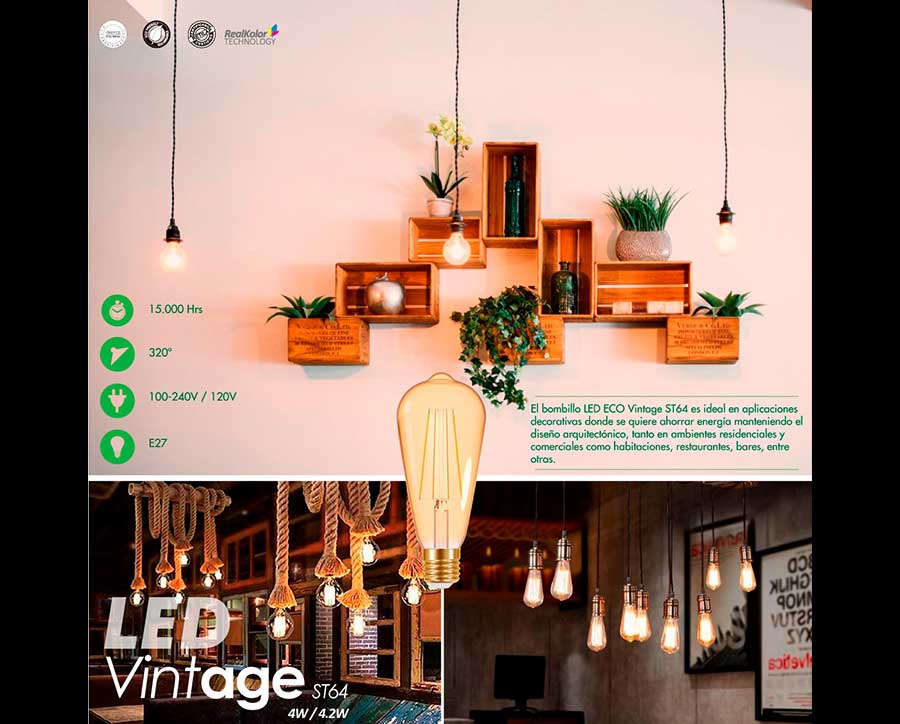 RealKolor
TECHNOLOGY
15.000 Hrs
320º
100-240V / 120V
E27
El bombillo LED ECO Vintage ST64 es ideal en aplicaciones
decorativas donde se quiere ahorrar energía manteniendo el
diseño arquitectónico, tanto en ambientes residenciales y
comerciales como habitaciones, restaurantes, bares, entre
otras.
LED
Vintage ST64
4W / 4.2W